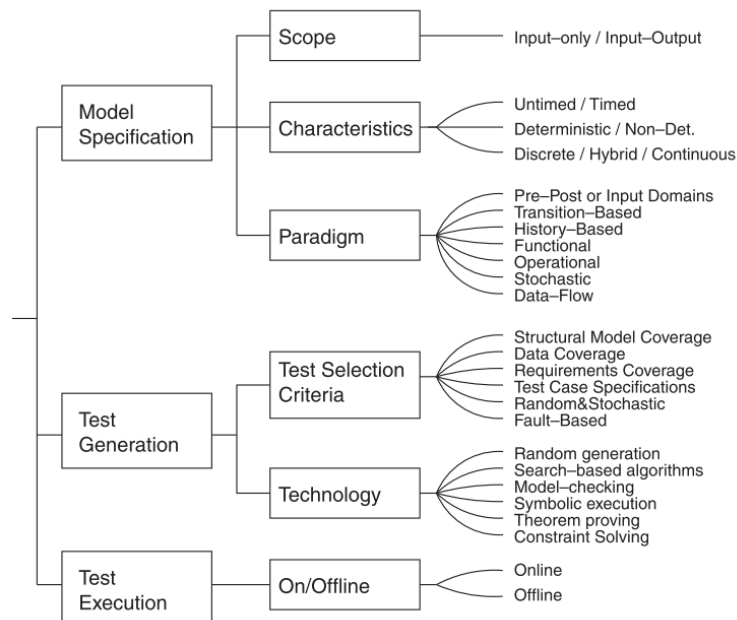 Scope
Input–only / Input–Output
Model
Specification
Characteristics
Untimed / Timed
Deterministic / Non–Det.
Discrete / Hybrid / Continuous
Paradigm
Pre–Post or Input Domains
Transition–Based
History–Based
Functional
Operational
Stochastic
Data–Flow
Test
Generation
Test Selection
Criteria
Structural Model Coverage
Data Coverage
Requirements Coverage
Test Case Specifications
Random&Stochastic
Fault–Based
Technology
Random generation
Search–based algorithms
Model–checking
Symbolic execution
Theorem proving
Constraint Solving
Test
Execution
On/Offline
Online
Offline